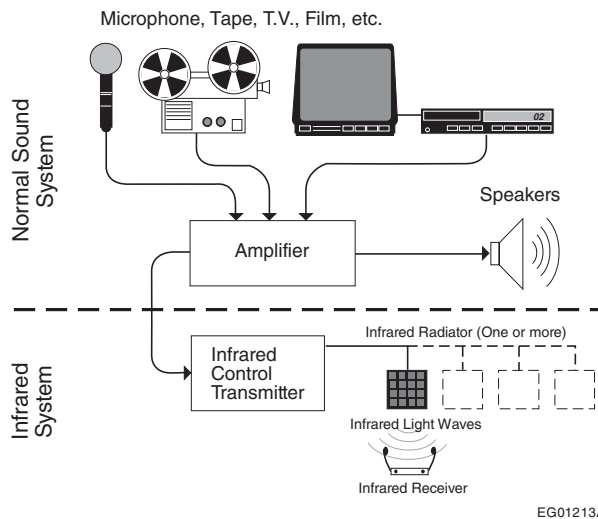 Microphone, Tape, T.V., Film, etc.
Normal Sound
System
02
Speakers
Amplifier
Infrared
System
Infrared
Control
Transmitter
Infrared Radiator (One or more)
Infrared Light Waves
Infrared Receiver